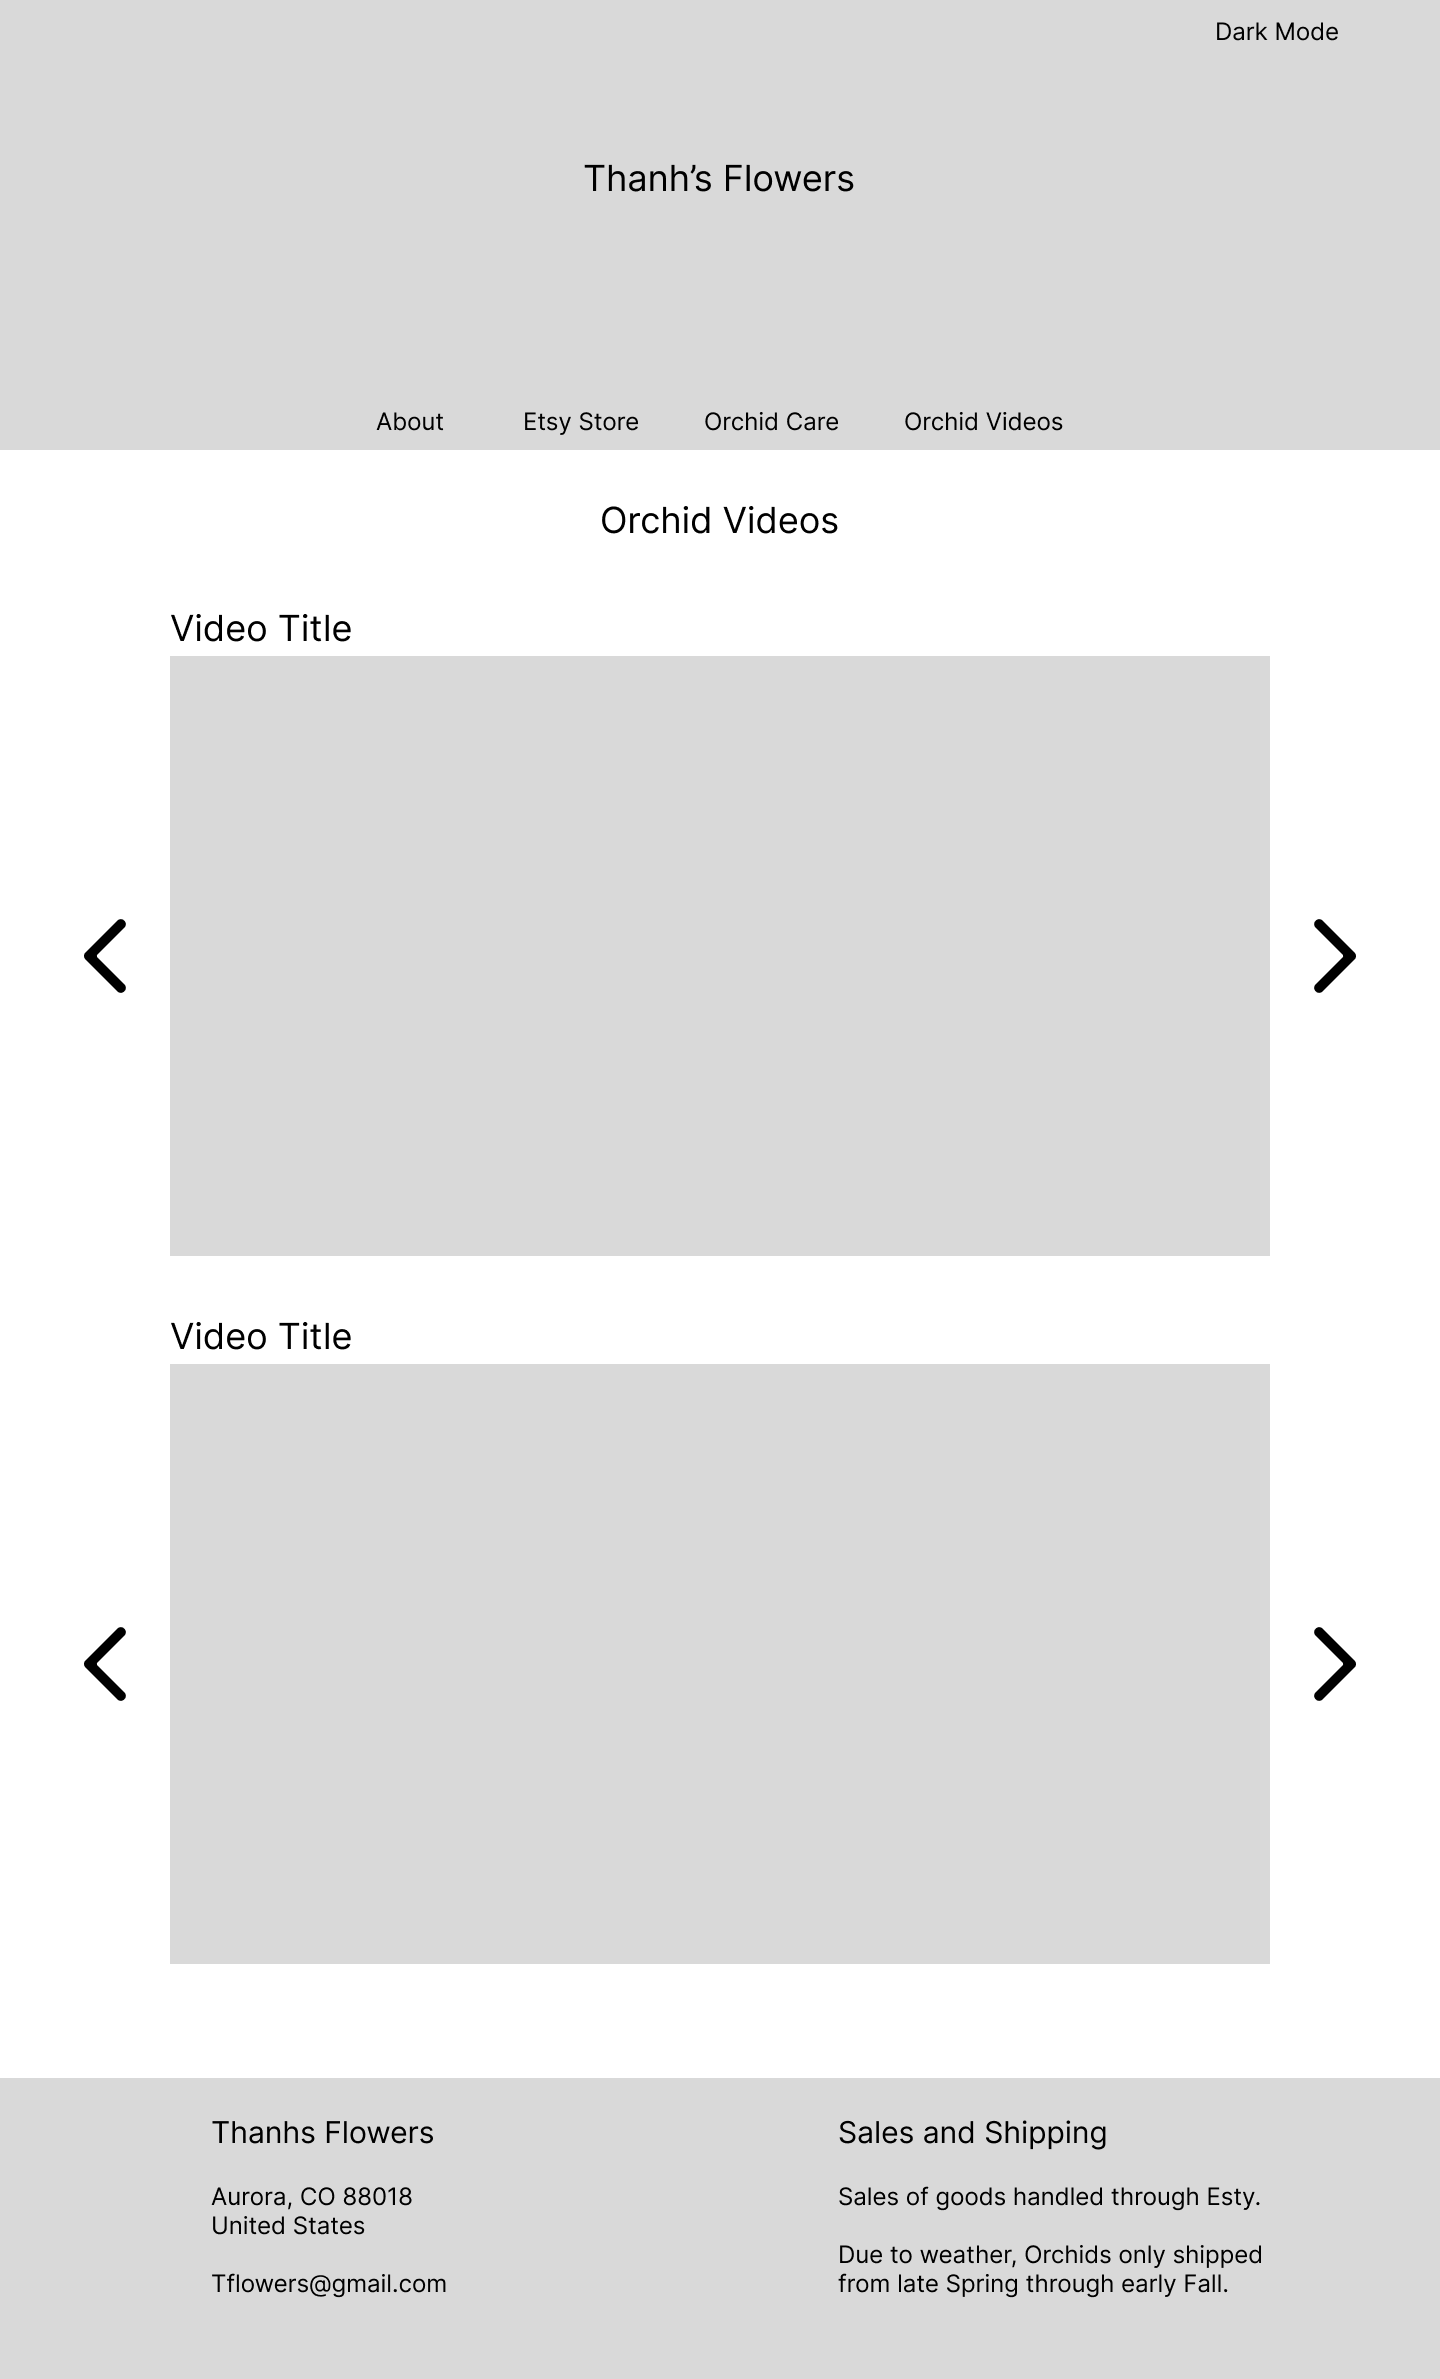 Dark Mode
Thanh’s Flowers
About Etsy Store Orchid Care Orchid Videos
Orchid Videos
Video Title
Video Title
Thanhs Flowers
Aurora, CO 88018
United States
Tflowers@gmail.com
Sales and Shipping
Sales of goods handled through Esty.
Due to weather, Orchids only shipped
from late Spring through early Fall.